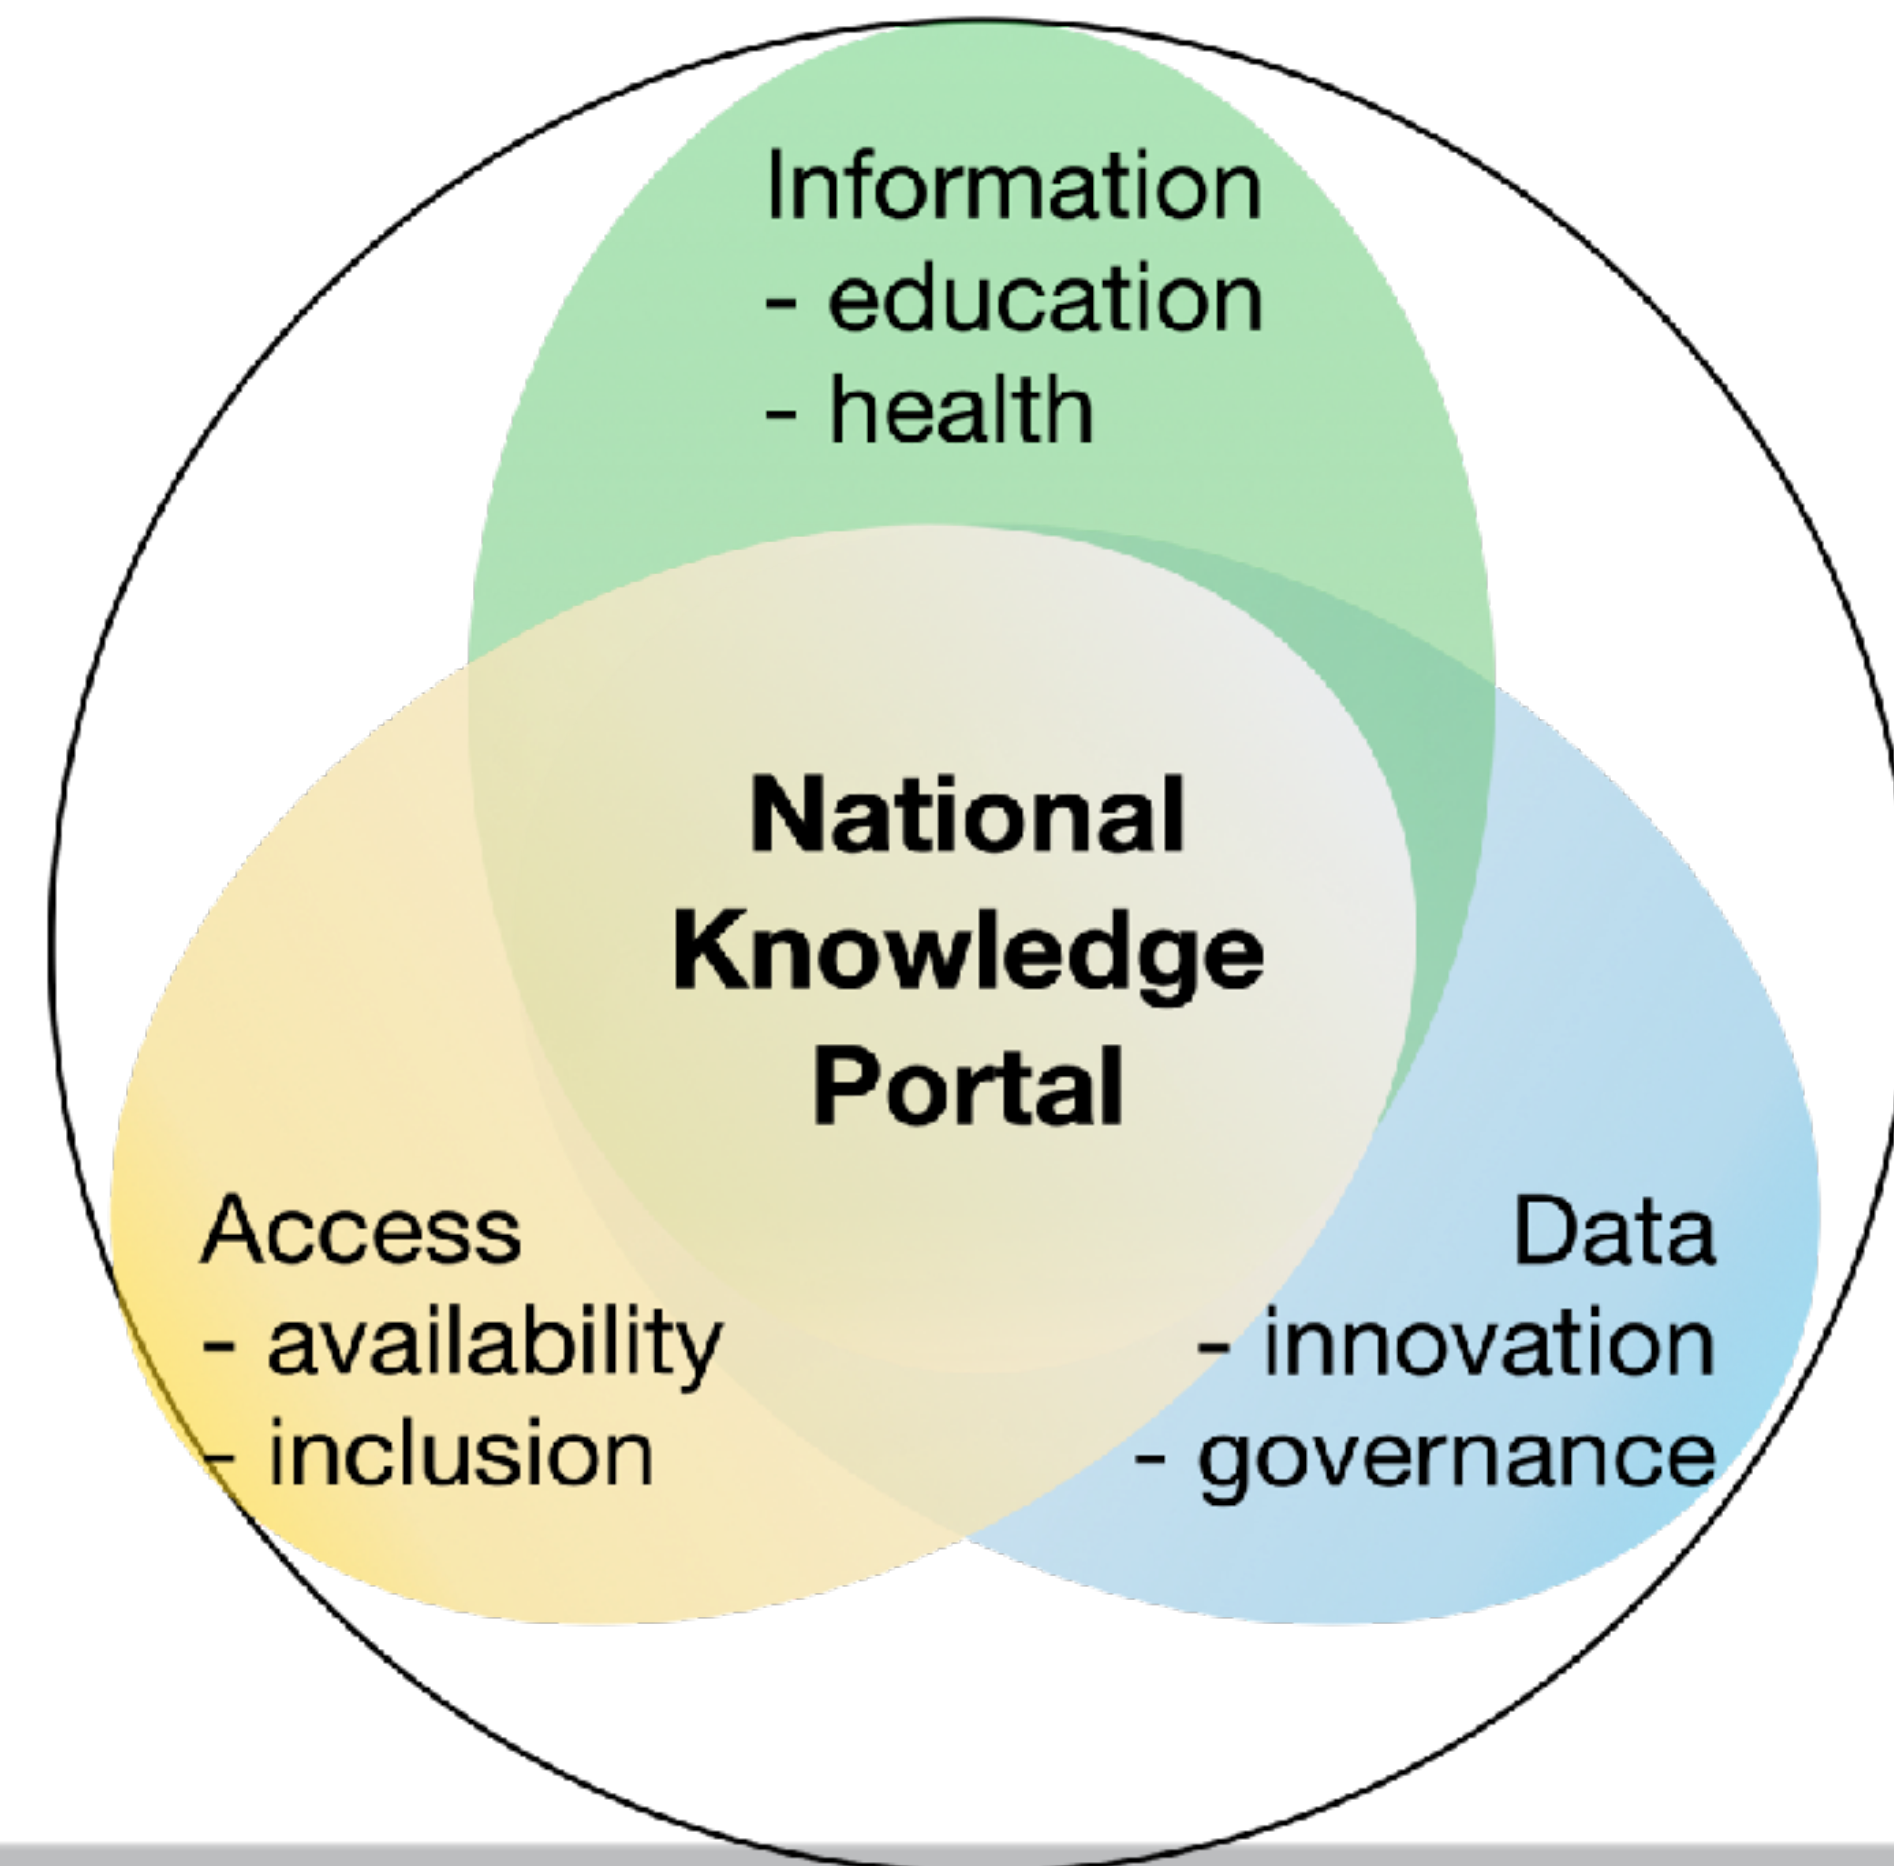 Information
- education
- health
National
Knowledge
Portal
Access
- availability
- inclusion
Data
- innovation
- governance